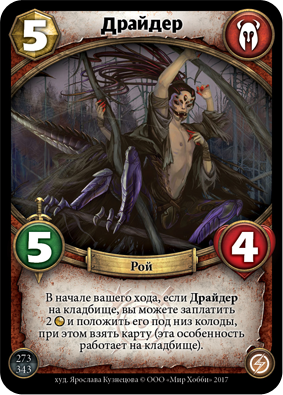 5
Драйдер
5
Рой
4
В начале вашего хода, если Драйдер
на кладбище, вы можете заплатить
2 и положить его под низ колоды,
при этом взять карту (эта особенность
работает на кладбище).
273
343
худ. Ярослава Кузнецова © ООО «Мир Хобби» 2017